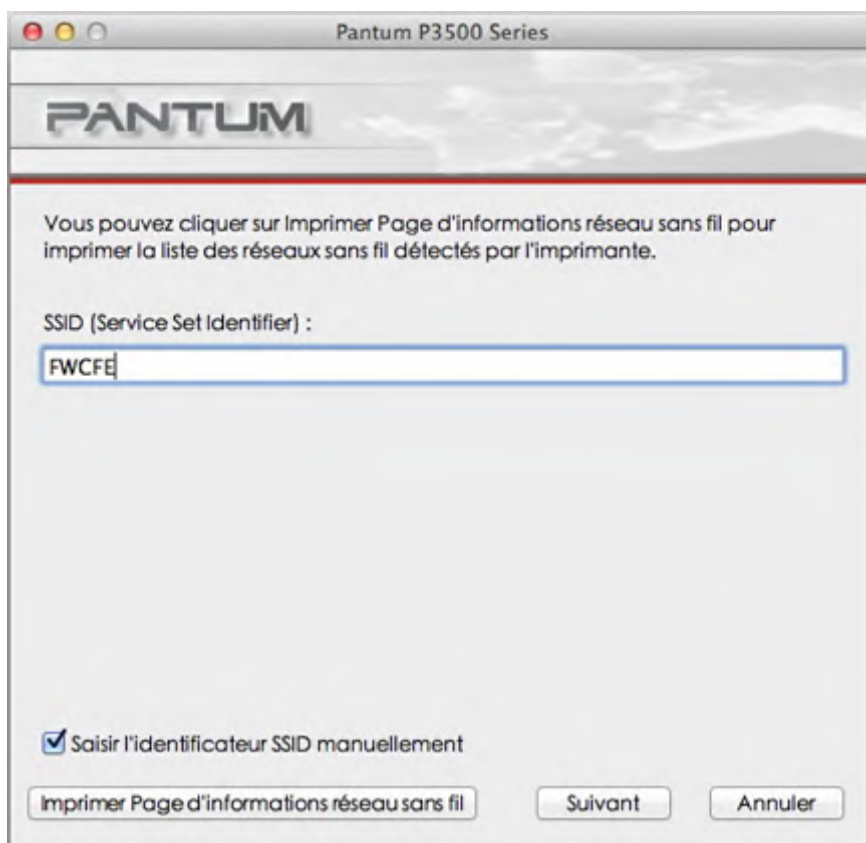 Pantum P3500 Series
PANTUM
Vous pouvez cliquer sur Imprimer Page d'informations réseau sans fil pour
imprimer la liste des réseaux sans fil détectés par l'imprimante.
SSID (Service Set Identifier) :
FWCFE
Saisir l'identificateur SSID manuellement
Imprimer Page d'informations réseau sans fil Suivant Annuler